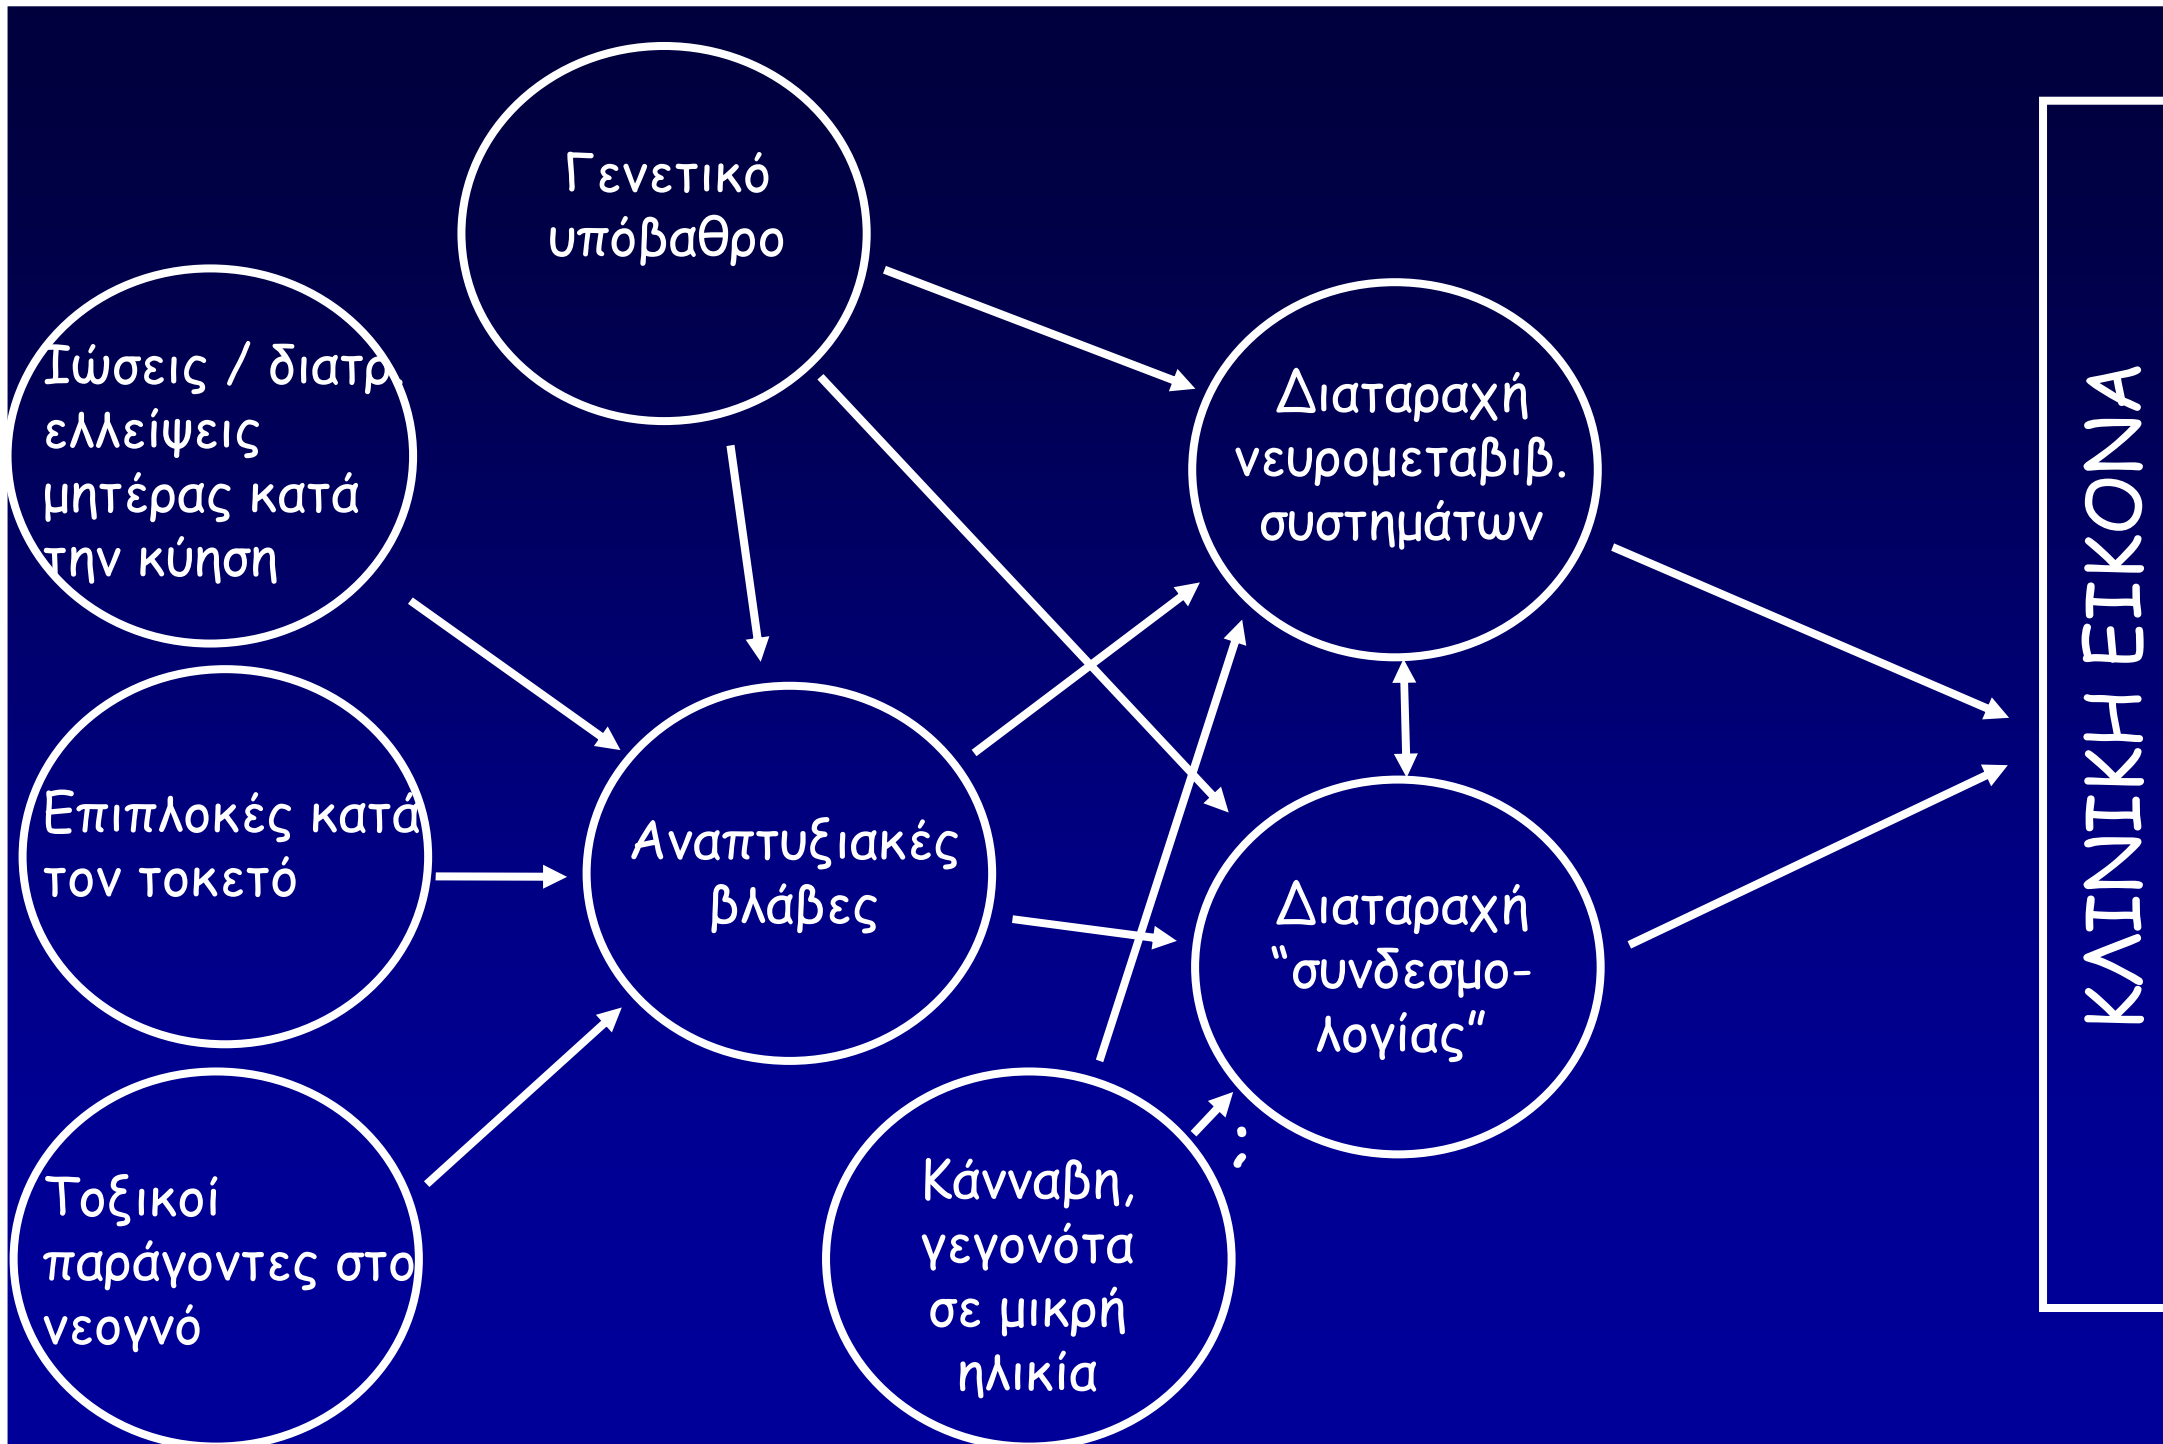 Γενετικό
υπόβαθρο
Ιώσεις / διατρ.
ελλείψεις
μητέρας κατά
την κύηση
Διαταραχή
νευρομεταβιβ.
συστημάτων
Επιπλοκές κατά
τον τοκετό
Αναπτυξιακές
βλάβες
Διαταραχή
"συνδεσμο-
λογίας"
;
Τοξικοί
παράγοντες στο
νεογνό
Κάνναβη,
γεγονότα
σε μικρή
ηλικία
ΚΛΙΝΙΚΗ ΕΙΚΟΝΑ